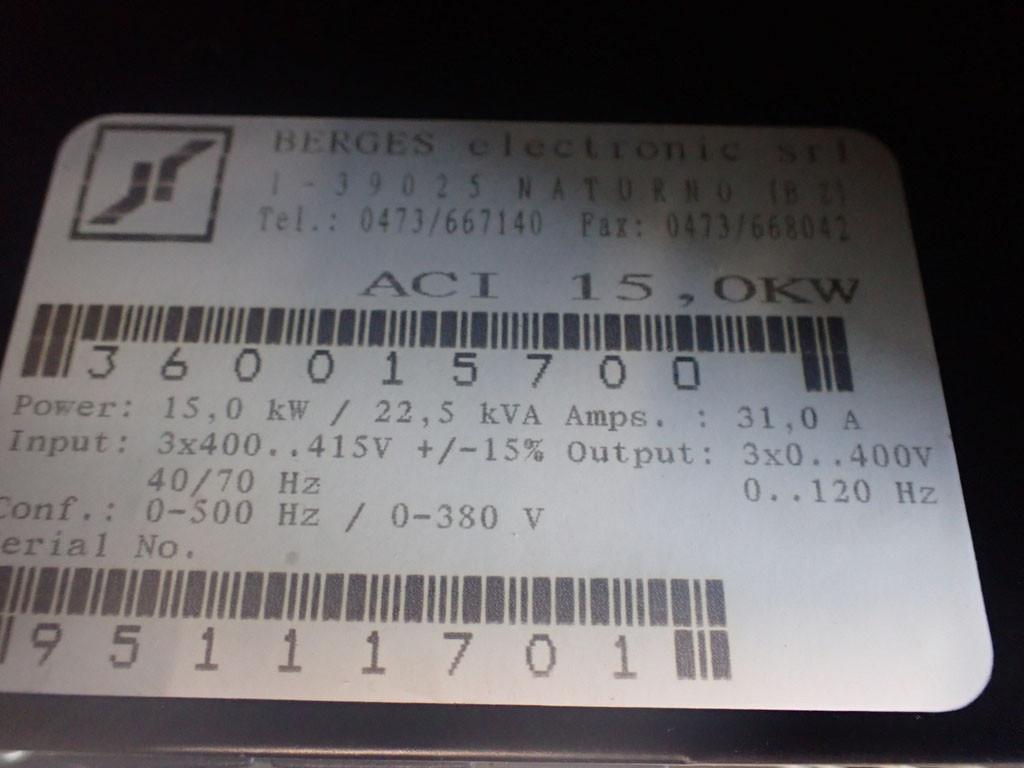 BERGES electronic srl
I-39025 NATURNO (BZ)
Tel.: 0473/667140 Fax: 0473/668042
ACI 15,0KW
360015700
Power: 15,0 kW / 22,5 kVA Amps. : 31,0 A
Input: 3x400..415V +/-15% Output: 3x0..400V
40/70 Hz 0..120 Hz
Conf.: 0-500 Hz / 0-380 V
erial No.
95111701